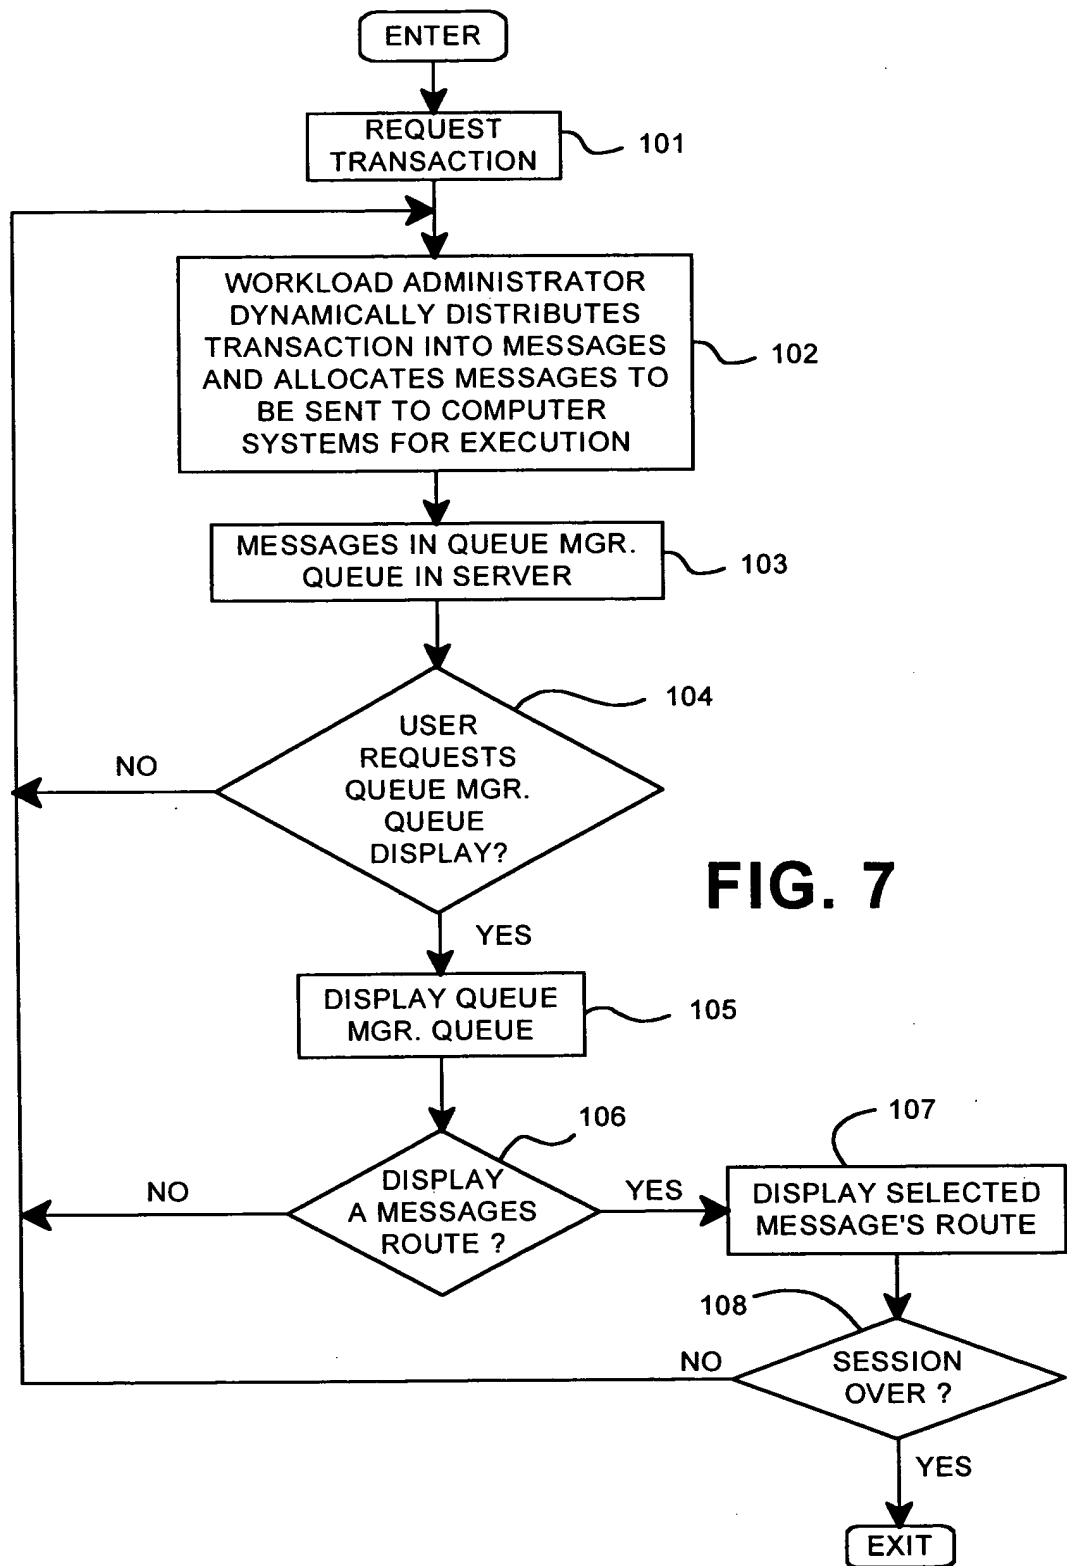 ENTER
REQUEST
TRANSACTION
101
WORKLOAD ADMINISTRATOR
DYNAMICALLY DISTRIBUTES
TRANSACTION INTO MESSAGES
AND ALLOCATES MESSAGES TO
BE SENT TO COMPUTER
SYSTEMS FOR EXECUTION
102
MESSAGES IN QUEUE MGR.
QUEUE IN SERVER
103
104
USER
REQUESTS
QUEUE MGR.
QUEUE
DISPLAY?
NO
FIG. 7
YES
DISPLAY QUEUE
MGR. QUEUE
105
106
107
DISPLAY
A MESSAGES
ROUTE ?
NO
YES
DISPLAY SELECTED
MESSAGE'S ROUTE
108
SESSION
OVER ?
NO
YES
EXIT